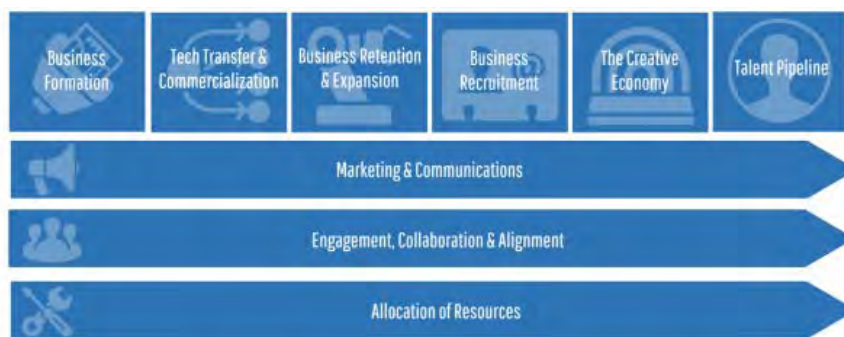 Business
Formation
Tech Transfer &
Commercialization
Business Retention
& Expansion
Business
Recruitment
The Creative
Economy
Talent Pipeline
Marketing & Communications
Engagement, Collaboration & Alignment
Allocation of Resources